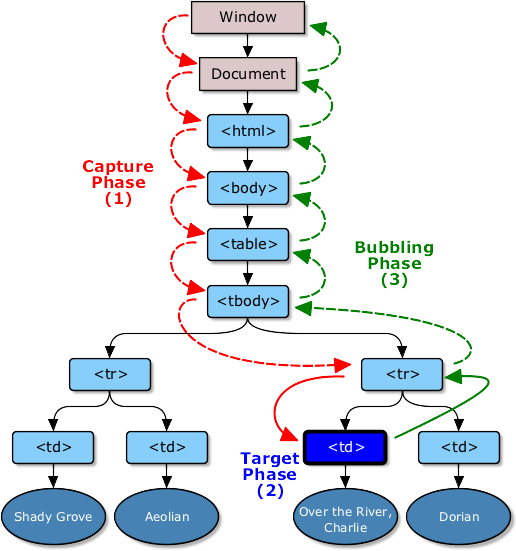 Window
Document
<html>
Capture
Phase
(1)
<body>
<table>
Bubbling
Phase
(3)
<tbody>
<tr>
<tr>
<td>
<td>
<td>
<td>
Target
Phase
(2)
Shady Grove
Aeolian
Over the River,
Charlie
Dorian